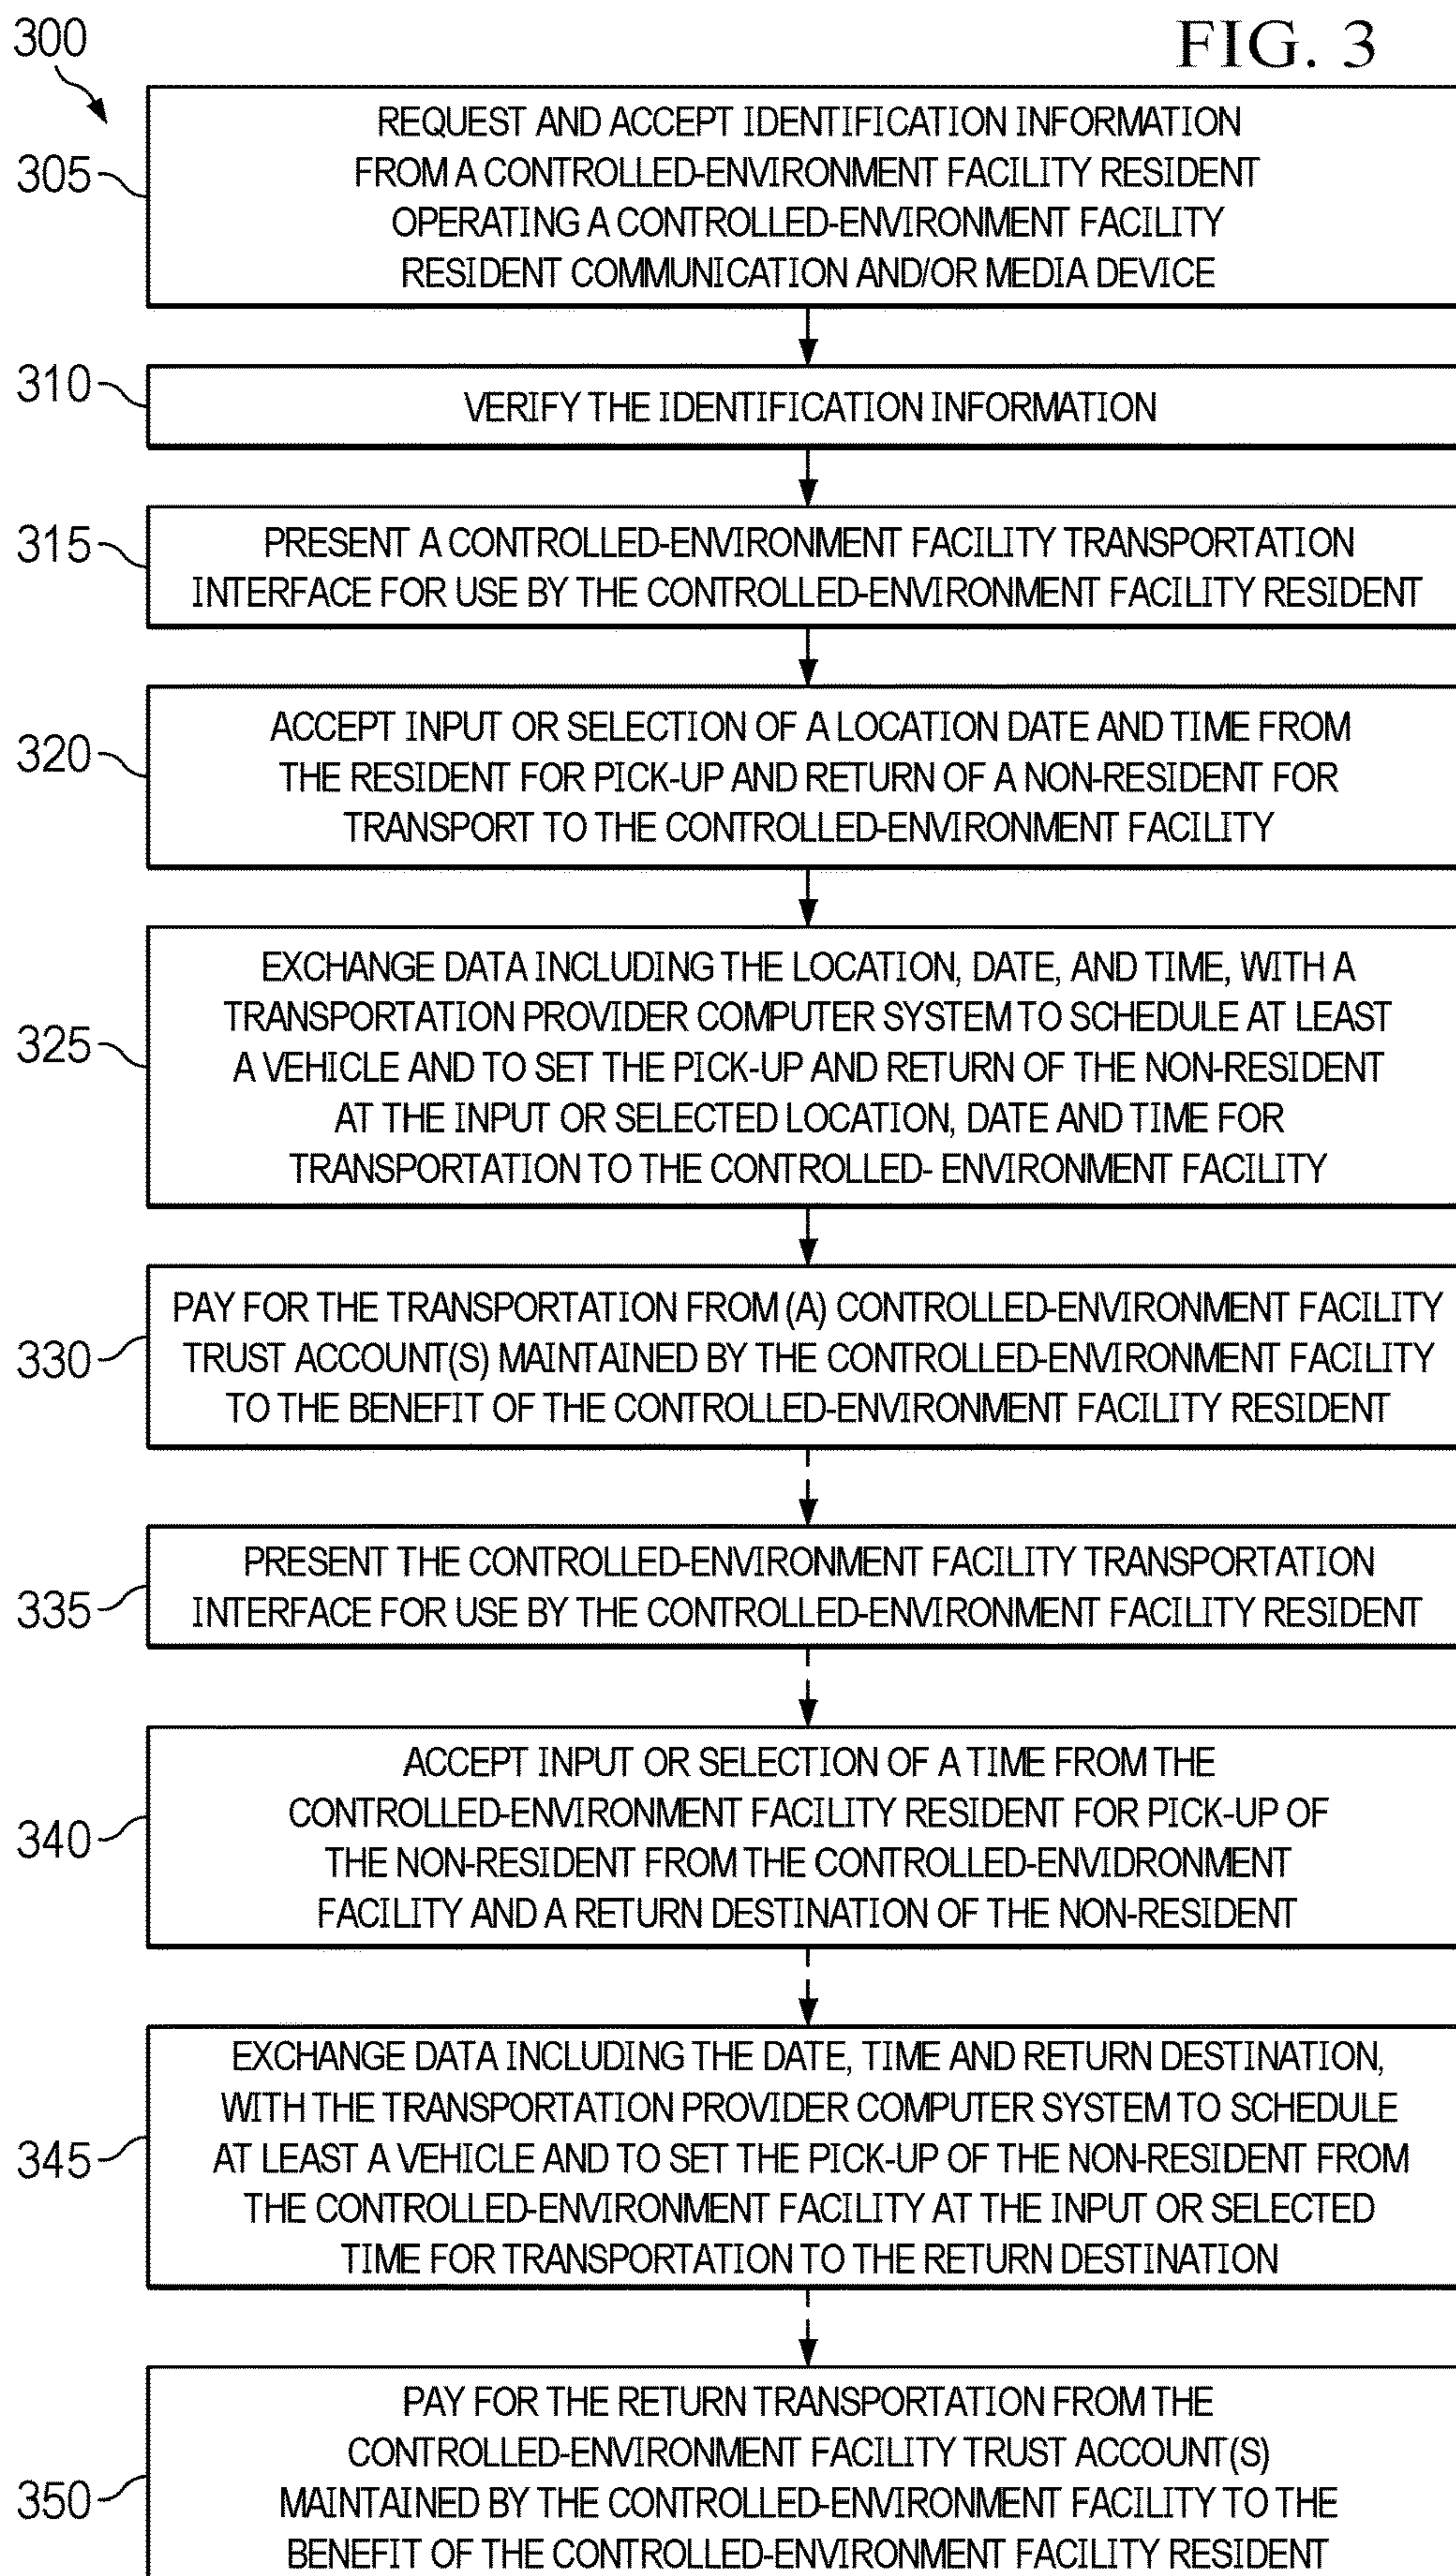 300
FIG. 3
305
REQUEST AND ACCEPT IDENTIFICATION INFORMATION
FROM A CONTROLLED-ENVIRONMENT FACILITY RESIDENT
OPERATING A CONTROLLED-ENVIRONMENT FACILITY
RESIDENT COMMUNICATION AND/OR MEDIA DEVICE
310
VERIFY THE IDENTIFICATION INFORMATION
315
PRESENT A CONTROLLED-ENVIRONMENT FACILITY TRANSPORTATION
INTERFACE FOR USE BY THE CONTROLLED-ENVIRONMENT FACILITY RESIDENT
320
ACCEPT INPUT OR SELECTION OF A LOCATION DATE AND TIME FROM
THE RESIDENT FOR PICK-UP AND RETURN OF A NON-RESIDENT FOR
TRANSPORT TO THE CONTROLLED-ENVIRONMENT FACILITY
325
EXCHANGE DATA INCLUDING THE LOCATION, DATE, AND TIME, WITH A
TRANSPORTATION PROVIDER COMPUTER SYSTEM TO SCHEDULE AT LEAST
A VEHICLE AND TO SET THE PICK-UP AND RETURN OF THE NON-RESIDENT
AT THE INPUT OR SELECTED LOCATION, DATE AND TIME FOR
TRANSPORTATION TO THE CONTROLLED- ENVIRONMENT FACILITY
330
PAY FOR THE TRANSPORTATION FROM (A) CONTROLLED-ENVIRONMENT FACILITY
TRUST ACCOUNT(S) MAINTAINED BY THE CONTROLLED-ENVIRONMENT FACILITY
TO THE BENEFIT OF THE CONTROLLED-ENVIRONMENT FACILITY RESIDENT
335
PRESENT THE CONTROLLED-ENVIRONMENT FACILITY TRANSPORTATION
INTERFACE FOR USE BY THE CONTROLLED-ENVIRONMENT FACILITY RESIDENT
340
ACCEPT INPUT OR SELECTION OF A TIME FROM THE
CONTROLLED-ENVIRONMENT FACILITY RESIDENT FOR PICK-UP OF
THE NON-RESIDENT FROM THE CONTROLLED-ENVIDRONMENT
FACILITY AND A RETURN DESTINATION OF THE NON-RESIDENT
345
EXCHANGE DATA INCLUDING THE DATE, TIME AND RETURN DESTINATION,
WITH THE TRANSPORTATION PROVIDER COMPUTER SYSTEM TO SCHEDULE
AT LEAST A VEHICLE AND TO SET THE PICK-UP OF THE NON-RESIDENT FROM
THE CONTROLLED-ENVIRONMENT FACILITY AT THE INPUT OR SELECTED
TIME FOR TRANSPORTATION TO THE RETURN DESTINATION
350
PAY FOR THE RETURN TRANSPORTATION FROM THE
CONTROLLED-ENVIRONMENT FACILITY TRUST ACCOUNT(S)
MAINTAINED BY THE CONTROLLED-ENVIRONMENT FACILITY TO THE
BENEFIT OF THE CONTROLLED-ENVIRONMENT FACILITY RESIDENT